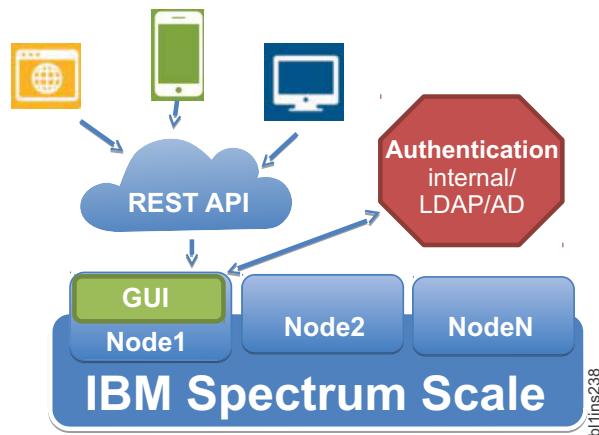 REST API
Authentication
internal/
LDAP/AD
GUI
Node1
Node2
NodeN
IBM Spectrum Scale
bl1ins238